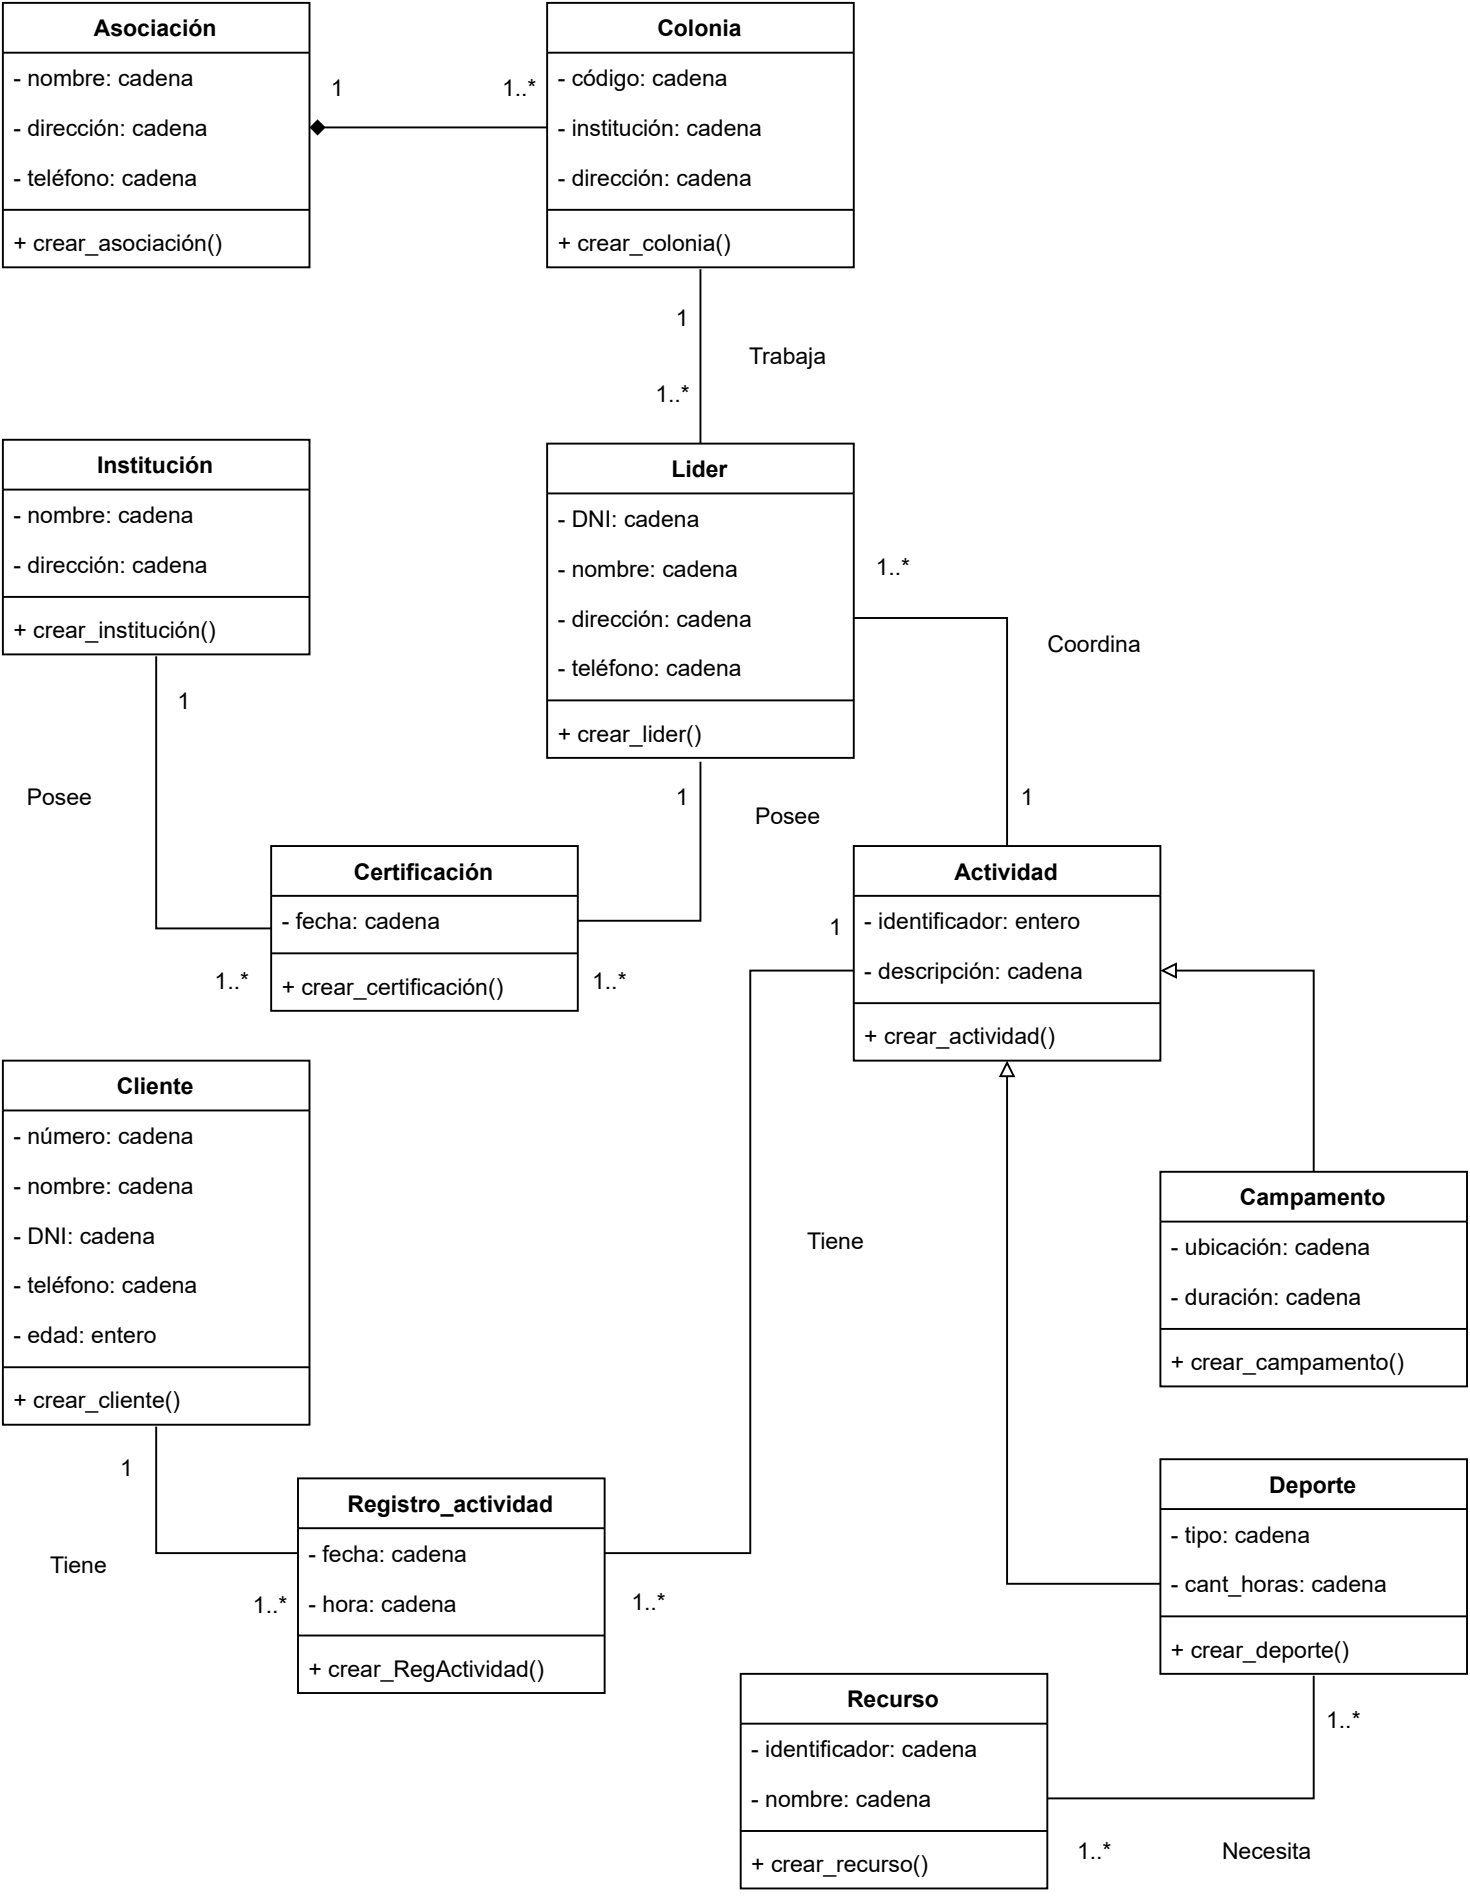 Asociación
- nombre: cadena
- dirección: cadena
- teléfono: cadena
+ crear_asociación()
1
1..*
Colonia
- código: cadena
- institución: cadena
- dirección: cadena
+ crear_colonia()
1
Trabaja
1..*
Institución
- nombre: cadena
- dirección: cadena
+ crear_institución()
1
Posee
1..*
Lider
- DNI: cadena
- nombre: cadena
- dirección: cadena
- teléfono: cadena
+ crear_lider()
1..*
Coordina
1
1
Posee
1..*
Certificación
- fecha: cadena
+ crear_certificación()
Actividad
- identificador: entero
- descripción: cadena
+ crear_actividad()
1
Tiene
1..*
Cliente
- número: cadena
- nombre: cadena
- DNI: cadena
- teléfono: cadena
- edad: entero
+ crear_cliente()
1
Tiene
1..*
Registro_actividad
- fecha: cadena
- hora: cadena
+ crear_RegActividad()
Campamento
- ubicación: cadena
- duración: cadena
+ crear_campamento()
Deporte
- tipo: cadena
- cant_horas: cadena
+ crear_deporte()
1..*
Necesita
1..*
Recurso
- identificador: cadena
- nombre: cadena
+ crear_recurso()